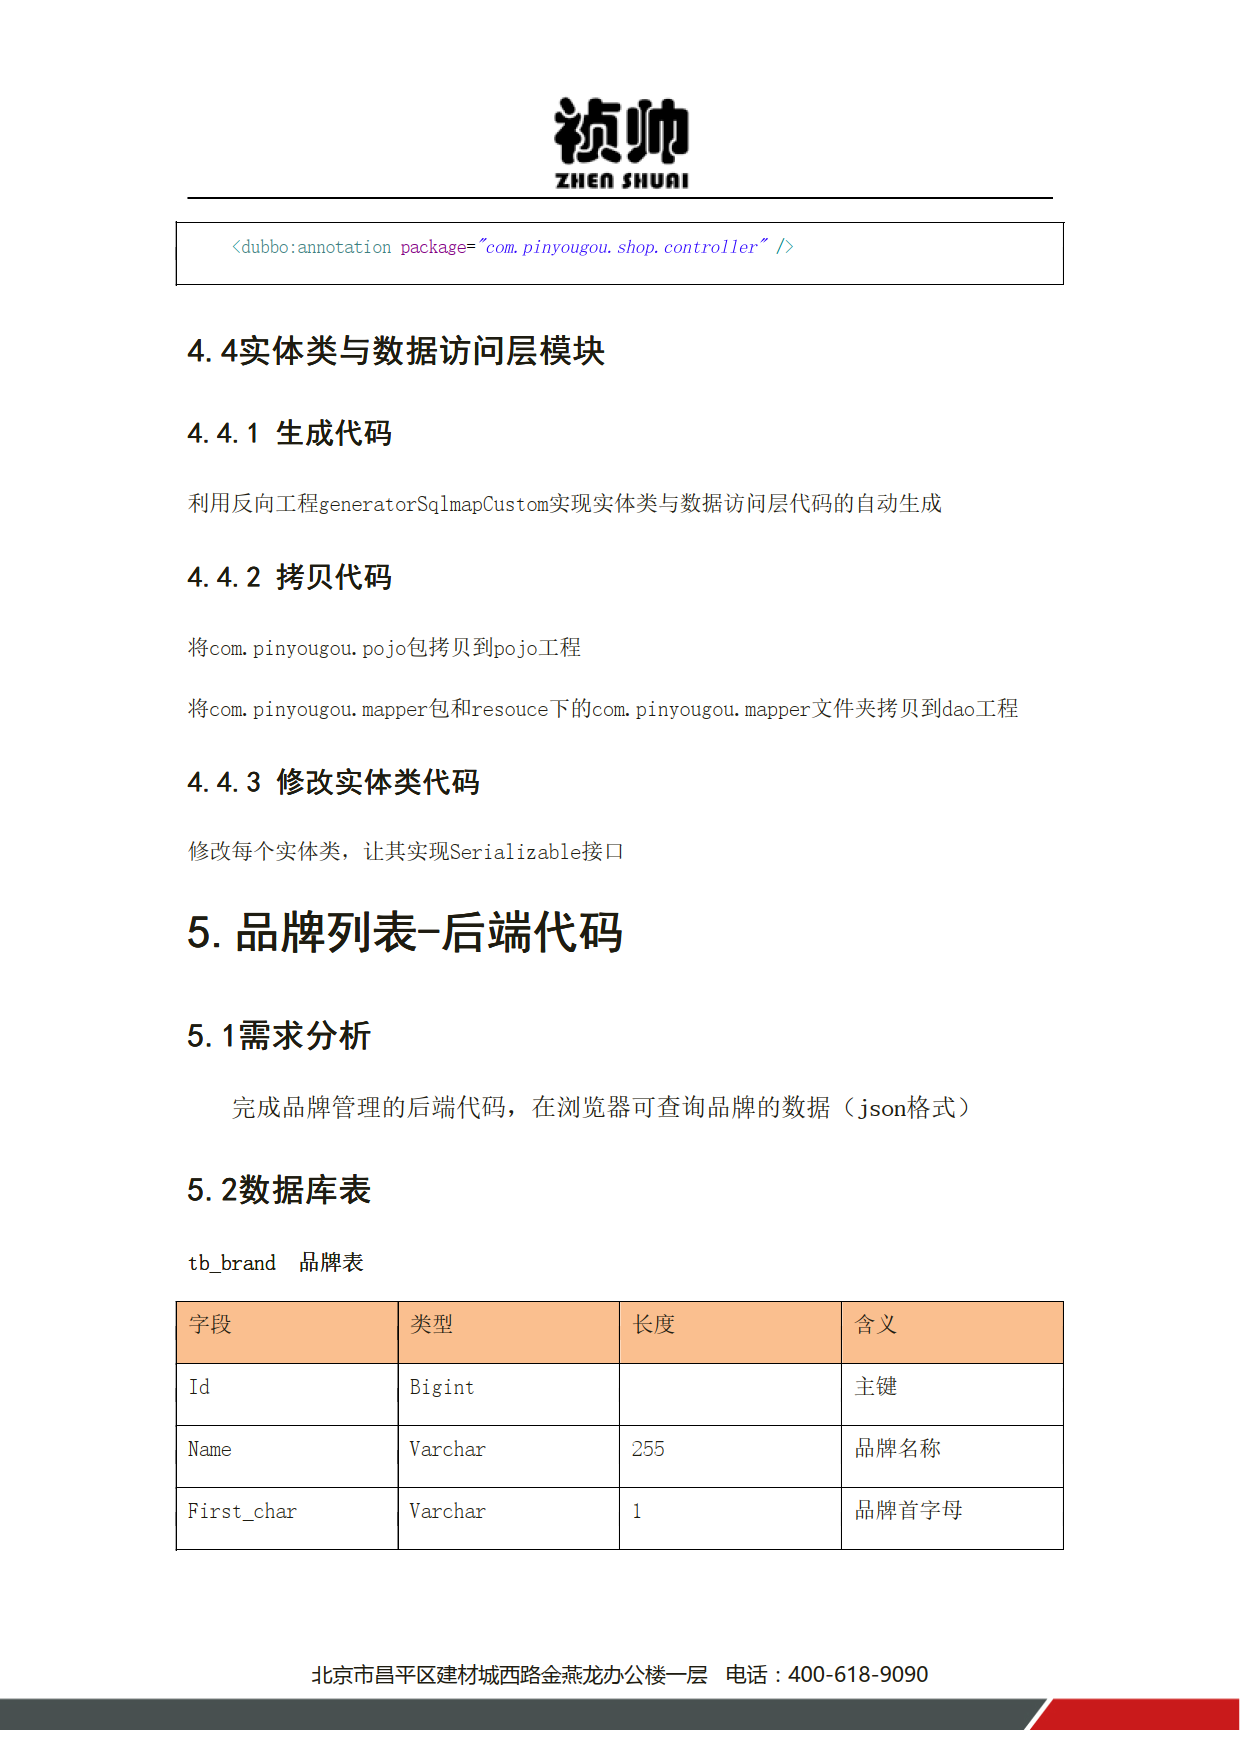 祯帅
ZHEN SHUAI
<dubbo:annotation package="com.pinyougou.shop.controller" />
4.4实体类与数据访问层模块
4.4.1 生成代码
利用反向工程generatorSqlmapCustom实现实体类与数据访问层代码的自动生成
4.4.2 拷贝代码
将com.pinyougou.pojo包拷贝到pojo工程
将com.pinyougou.mapper包和resouce下的com.pinyougou.mapper文件夹拷贝到dao工程
4.4.3 修改实体类代码
修改每个实体类，让其实现Serializable接口
5.品牌列表-后端代码
5.1需求分析
完成品牌管理的后端代码，在浏览器可查询品牌的数据（json格式）
5.2数据库表
tb_brand 品牌表
字段 类型 长度 含义
Id Bigint 主键
Name Varchar 255 品牌名称
First_char Varchar 1 品牌首字母
北京市昌平区建材城西路金燕龙办公楼一层 电话：400-618-9090